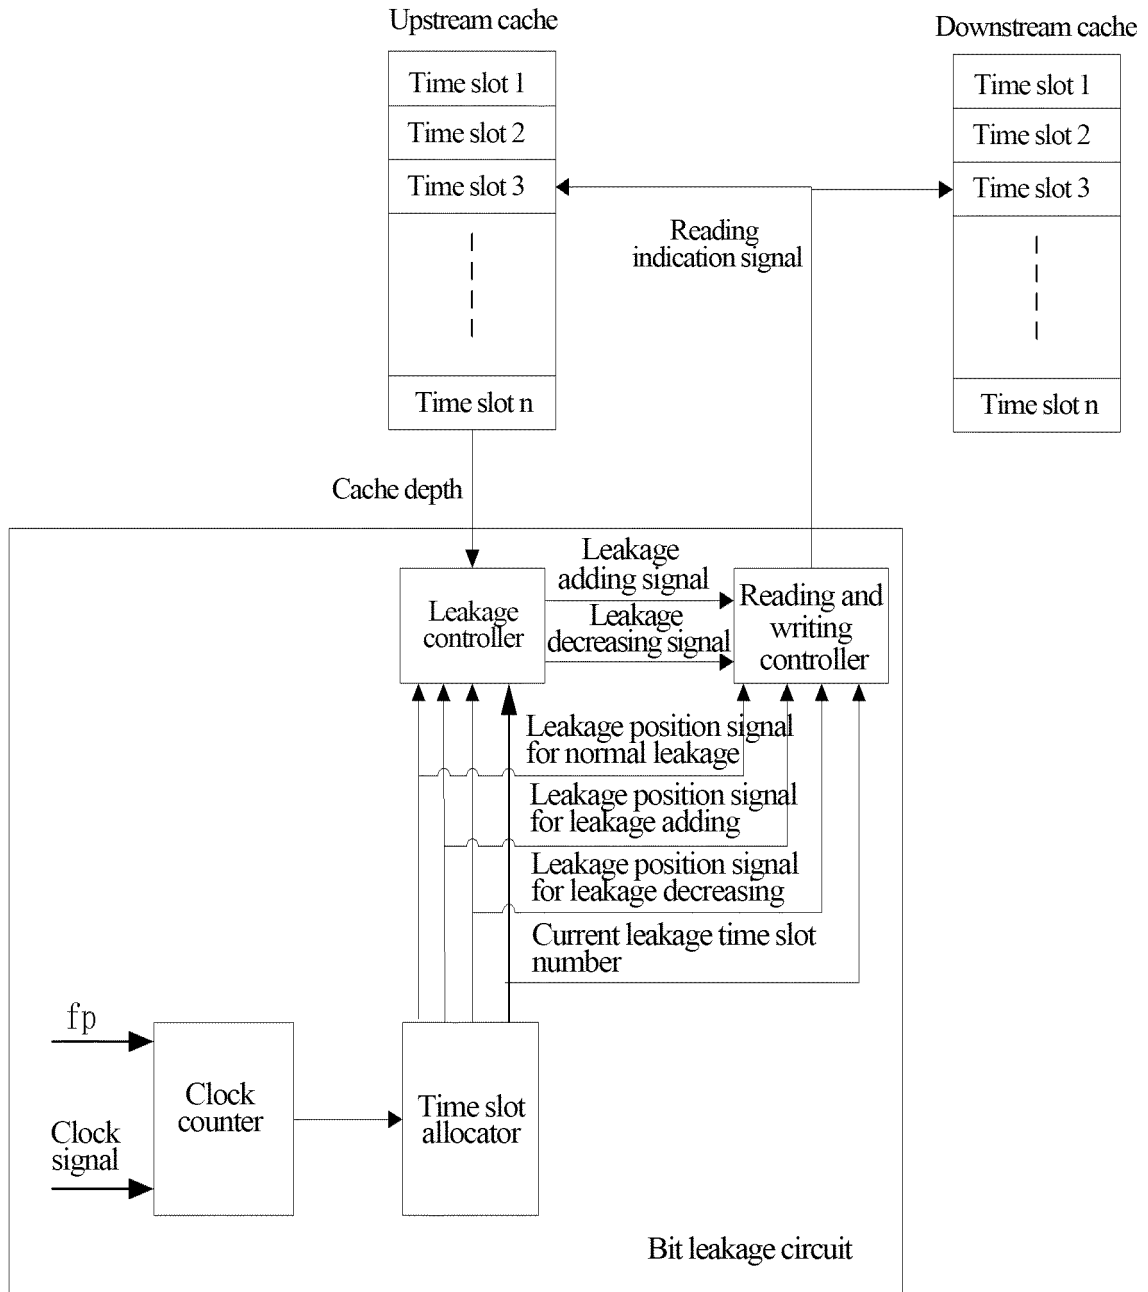 Upstream cache
Downstream cache
Time slot 1
Time slot 2
Time slot 3
Time slot n
Time slot 1
Time slot 2
Time slot 3
Time slot n
Reading
indication signal
Cache depth
Leakage
adding signal
Leakage
decreasing signal
Leakage
controller
Reading and
writing
controller
Leakage position signal
for normal leakage
Leakage position signal
for leakage adding
Leakage position signal
for leakage decreasing
Current leakage time slot
number
fp
Clock
signal
Clock
counter
Time slot
allocator
Bit leakage circuit